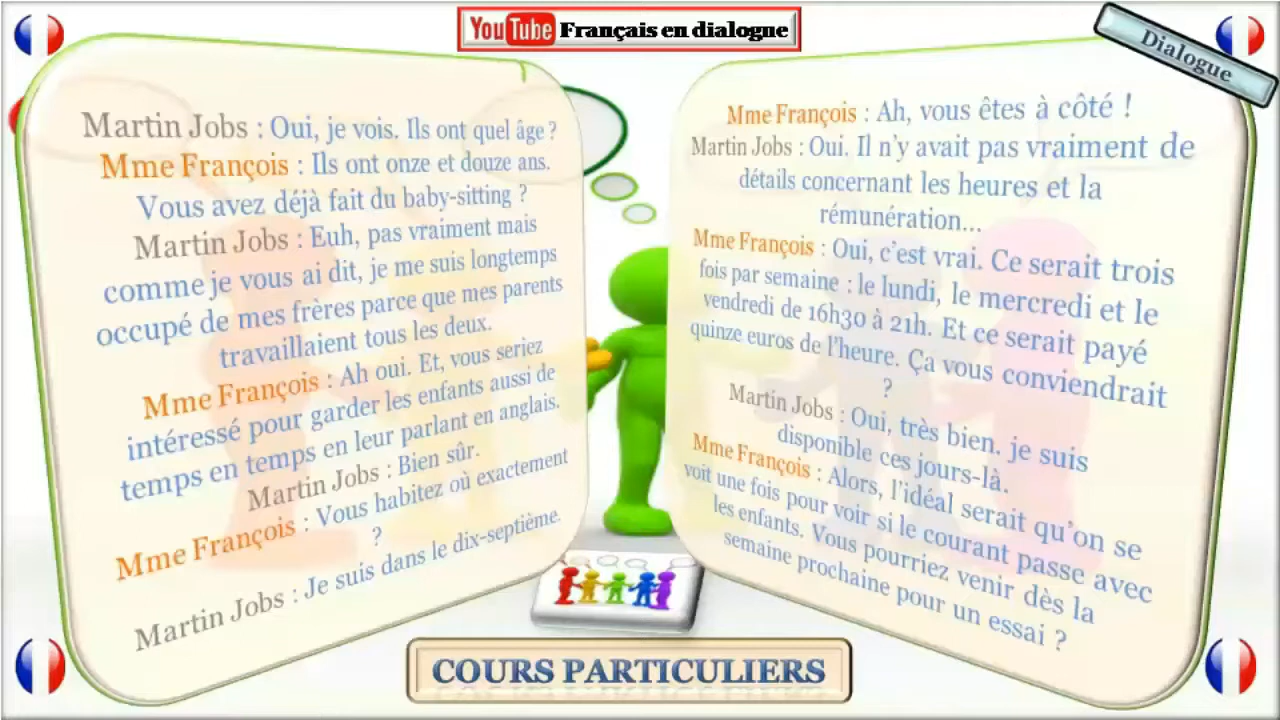 YouTube Français en dialogue
Dialogue
Martin Jobs : Oui, je vois. Ils ont quel âge ?
Mme François : Ils ont onze et douze ans.
Vous avez déjà fait du baby-sitting ?
Martin Jobs : Euh, pas vraiment mais
comme je vous ai dit, je me suis longtemps
occupé de mes frères parce que mes parents
travaillaient tous les deux.
Mme François : Ah oui. Et, vous seriez
intéressé pour garder les enfants aussi de
temps en temps en leur parlant en anglais.
Martin Jobs : Bien sûr.
Mme François : Vous habitez où exactement
?
Martin Jobs : Je suis dans le dix-septième.
Mme François : Ah, vous êtes à côté !
Martin Jobs : Oui. Il n'y avait pas vraiment de
détails concernant les heures et la
rémunération...
Mme François : Oui, c'est vrai. Ce serait trois
fois par semaine : le lundi, le mercredi et le
vendredi de 16h30 à 21h. Et ce serait payé
quinze euros de l'heure. Ça vous conviendrait
?
Martin Jobs : Oui, très bien. je suis
disponible ces jours-là.
Mme François : Alors, l'idéal serait qu'on se
voit une fois pour voir si le courant passe avec
les enfants. Vous pourriez venir dès la
semaine prochaine pour un essai ?
COURS PARTICULIERS